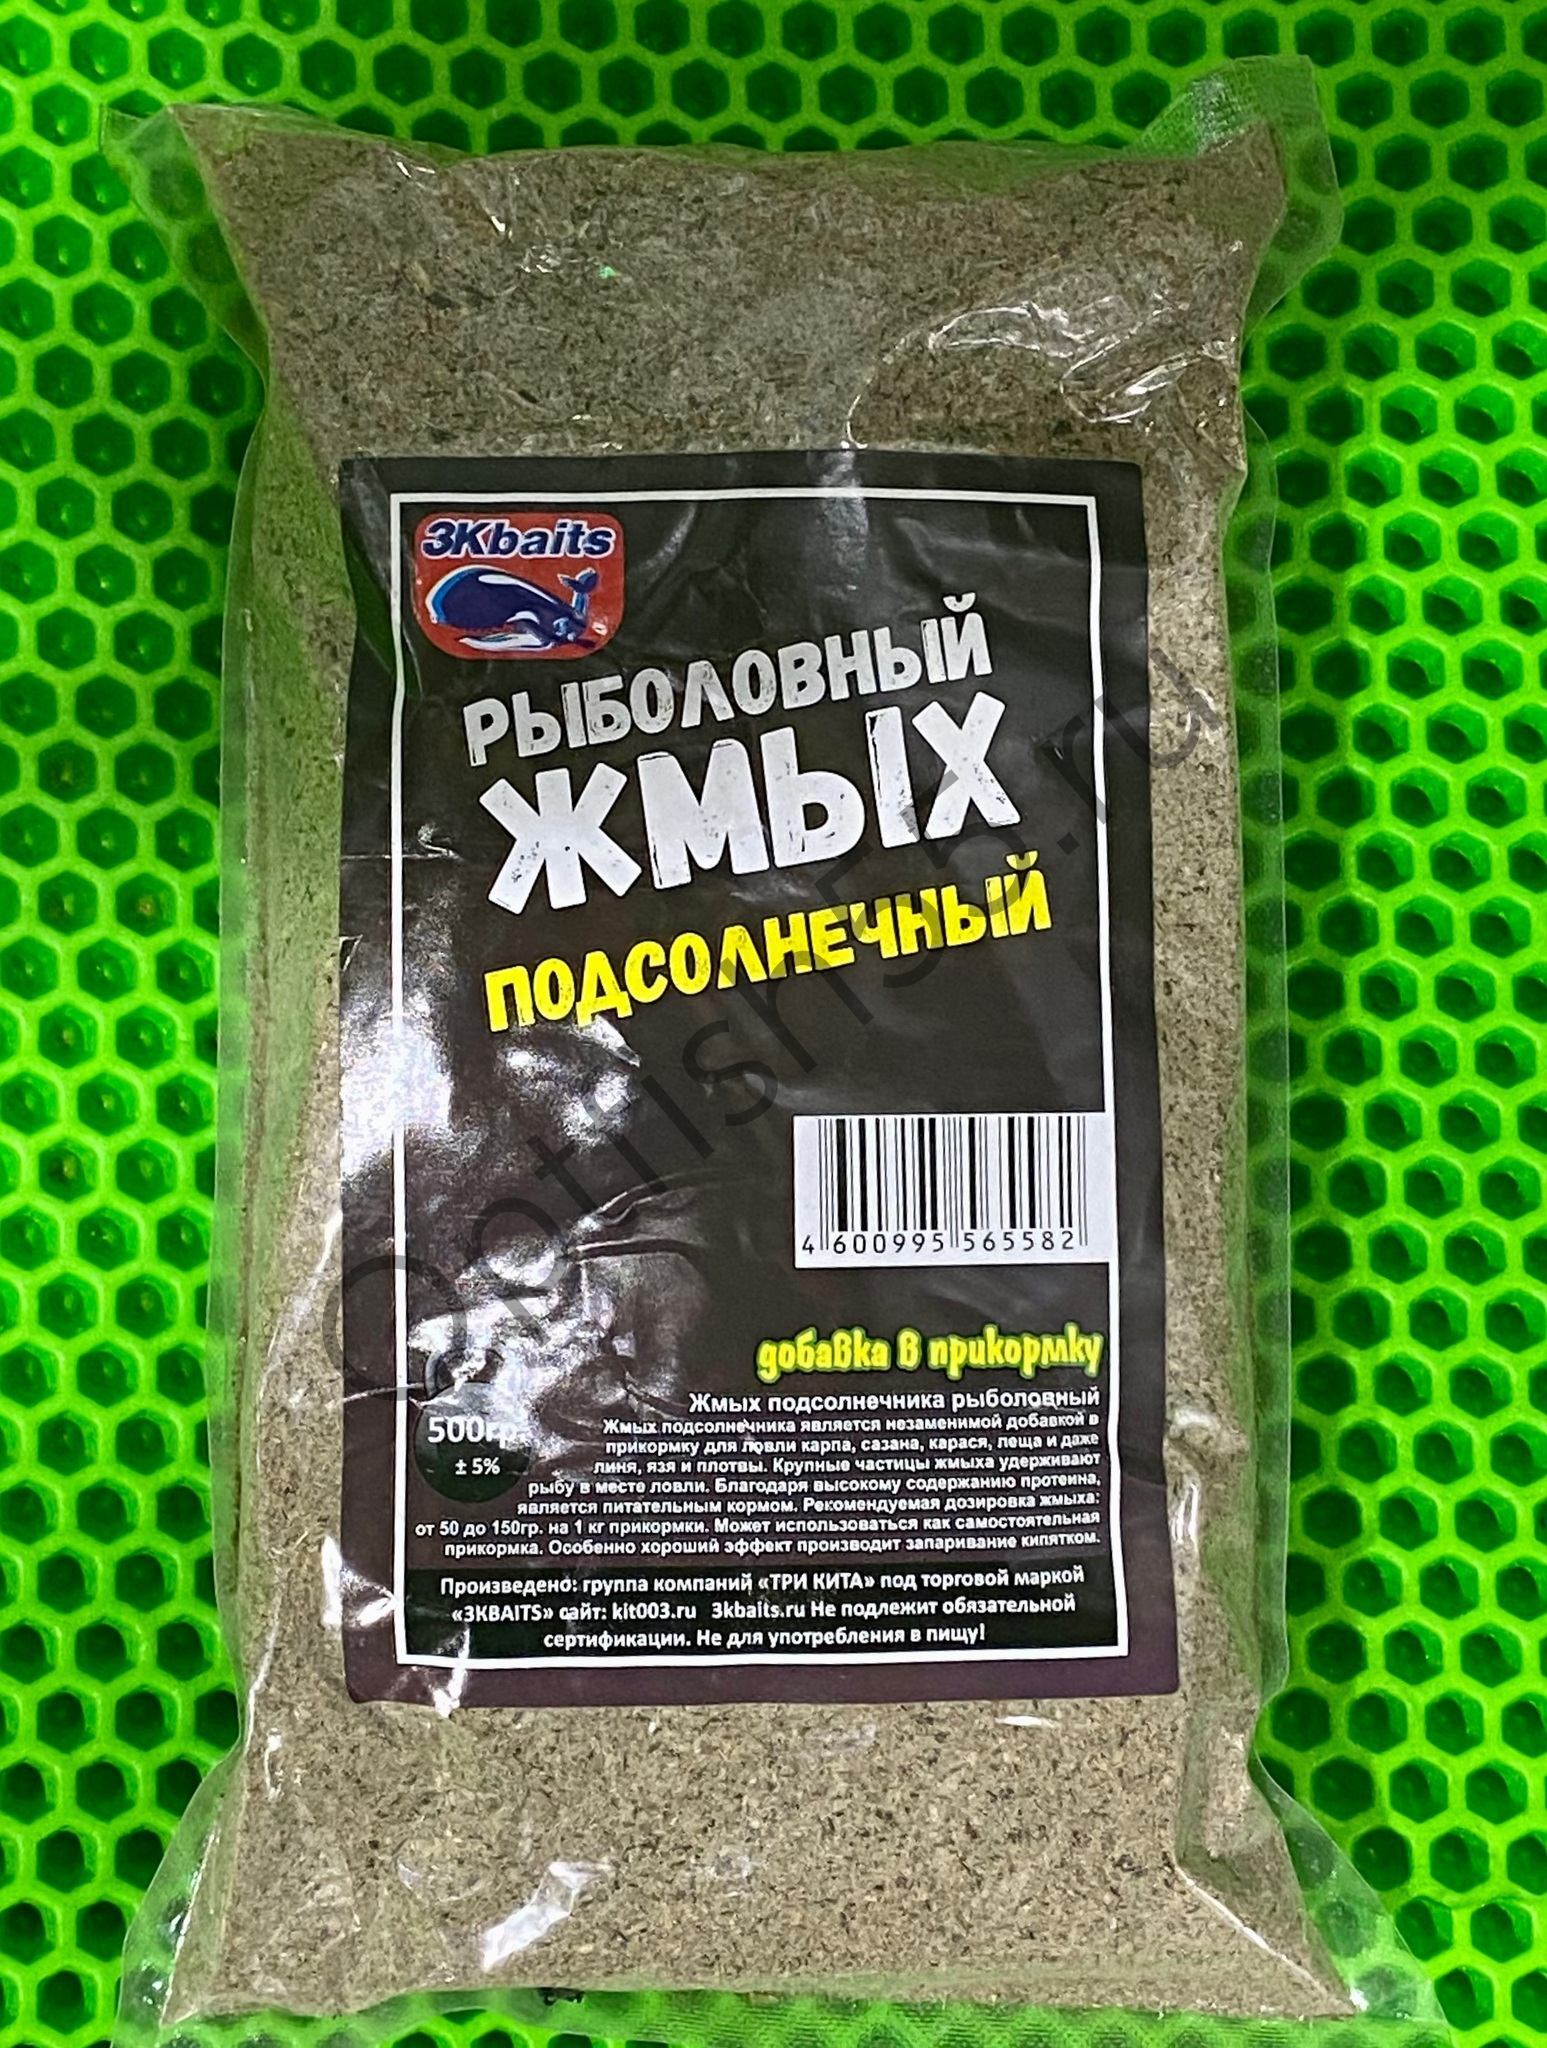 3Kbaits
РЫБОЛОВНЫЙ
ЖМЫХ
ПОДСОЛНЕЧНЫЙ
4 600995 565582
добавка в прикормку
Жмых подсолнечника рыболовный
500гр.
± 5%
Жмых подсолнечника является незаменимой добавкой в
прикормку для ловли карпа, сазана, карася, леща и даже
линя, язя и плотвы. Крупные частицы жмыха удерживают
рыбу в месте ловли. Благодаря высокому содержанию протеина,
является питательным кормом. Рекомендуемая дозировка жмыха:
от 50 до 150гр. на 1 кг прикормки. Может использоваться как самостоятельная
прикормка. Особенно хороший эффект производит запаривание кипятком.
Произведено: группа компаний «ТРИ КИТА» под торговой маркой
«3KBAITS» сайт: kit003.ru 3kbaits.ru Не подлежит обязательной
сертификации. Не для употребления в пищу!
Optfish55.ru